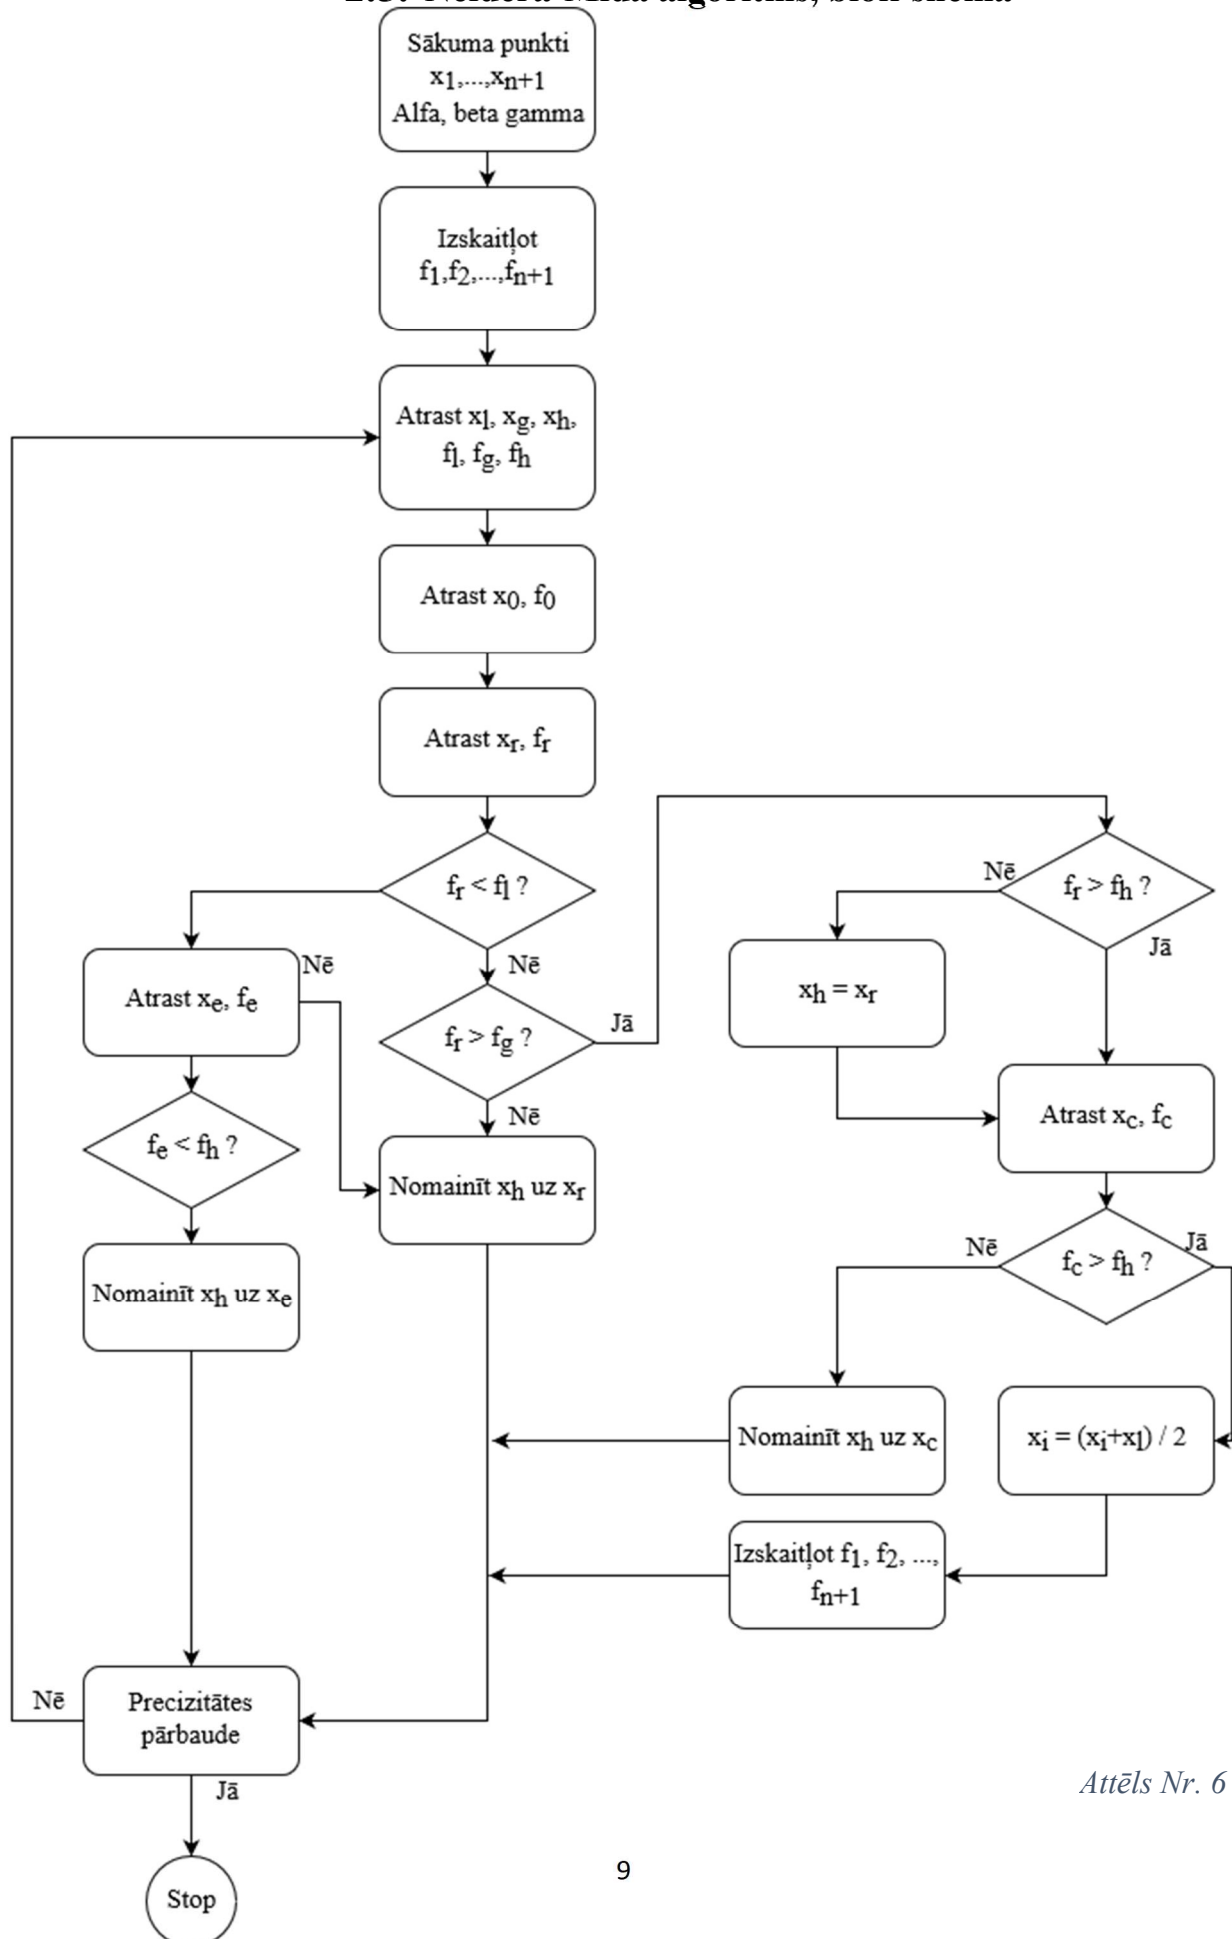 Sākuma punkti
x1,...,xn+1
Alfa, beta gamma
Izskaitļot
f1,f2,...,fn+1
Atrast xl, xg, xh,
fl, fg, fh
Atrast x0, f0
Atrast xr, fr
fr < fl ?
Nē
fr > fg ?
Jā
Nē
Nomainīt xh uz xr
Atrast xe, fe
Nē
fe < fh ?
Nomainīt xh uz xe
fr > fh ?
Nē
Jā
xh = xr
Atrast xc, fc
fc > fh ?
Nē
Jā
Nomainīt xh uz xc
xi = (xi+xl) / 2
Izskaitļot f1, f2, ...,
fn+1
Precizitātes
pārbaude
Nē
Jā
Stop
Attēls Nr. 6
9